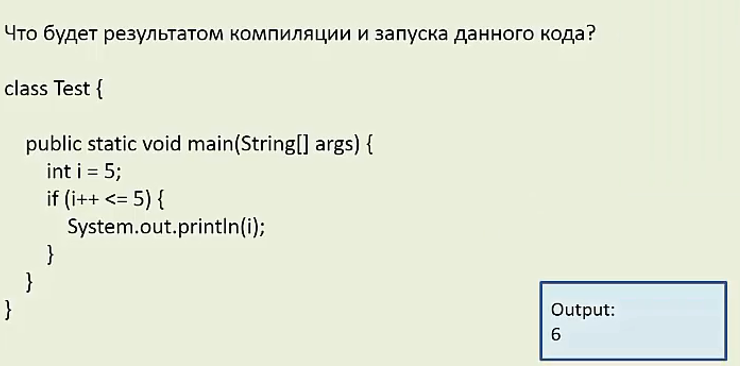 Что будет результатом компиляции и запуска данного кода?
class Test {
public static void main(String[] args) {
int i = 5;
if (i++ <= 5) {
System.out.println(i);
}
}
}
Output:
6